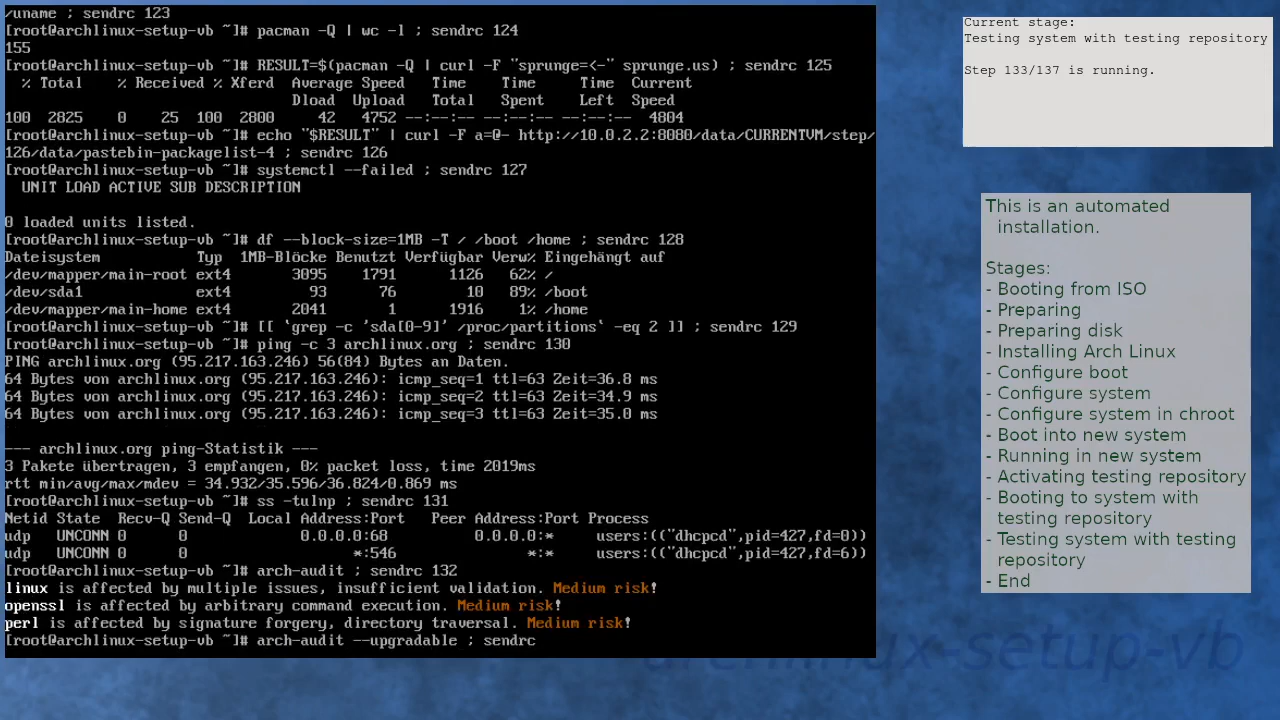 /uname ; sendrc 123
[root@archlinux-setup-vb ~]# pacman -Q | wc -l ; sendrc 124
155
[root@archlinux-setup-vb ~]# RESULT=$(pacman -Q | curl -F "sprunge=<-" sprunge.us) ; sendrc 125
% Total % Received % Xferd Average Speed Time Time Time Current
Dload Upload Total Spent Left Speed
100 2825 0 25 100 2800 42 4752 --:--:-- --:--:-- --:--:-- 4804
[root@archlinux-setup-vb ~]# echo "$RESULT" | curl -F a=@- http://10.0.2.2:8080/data/CURRENTVM/step/
126/data/pastebin-packagelist-4 ; sendrc 126
[root@archlinux-setup-vb ~]# systemctl --failed ; sendrc 127
UNIT LOAD ACTIVE SUB DESCRIPTION
0 loaded units listed.
[root@archlinux-setup-vb ~]# df --block-size=1MB -T / /boot /home ; sendrc 128
Dateisystem Typ 1MB-Blöcke Benutzt Verfügbar Verw% Eingehängt auf
/dev/mapper/main-root ext4 3095 1791 1126 62% /
/dev/sda1 ext4 93 76 10 89% /boot
/dev/mapper/main-home ext4 2041 1 1916 1% /home
[root@archlinux-setup-vb ~]# [[ `grep -c 'sda[0-9]' /proc/partitions` -eq 2 ]] ; sendrc 129
[root@archlinux-setup-vb ~]# ping -c 3 archlinux.org ; sendrc 130
PING archlinux.org (95.217.163.246) 56(84) Bytes an Daten.
64 Bytes von archlinux.org (95.217.163.246): icmp_seq=1 ttl=63 Zeit=36.8 ms
64 Bytes von archlinux.org (95.217.163.246): icmp_seq=2 ttl=63 Zeit=34.9 ms
64 Bytes von archlinux.org (95.217.163.246): icmp_seq=3 ttl=63 Zeit=35.0 ms
--- archlinux.org ping-Statistik ---
3 Pakete übertragen, 3 empfangen, 0% packet loss, time 2019ms
rtt min/avg/max/mdev = 34.932/35.596/36.824/0.869 ms
[root@archlinux-setup-vb ~]# ss -tulnp ; sendrc 131
Netid State Recv-Q Send-Q Local Address:Port Peer Address:Port Process
udp UNCONN 0 0 0.0.0.0:68 0.0.0.0:* users:(("dhcpcd",pid=427,fd=0))
udp UNCONN 0 0 *:546 *:* users:(("dhcpcd",pid=427,fd=6))
[root@archlinux-setup-vb ~]# arch-audit ; sendrc 132
linux is affected by multiple issues, insufficient validation. Medium risk!
openssl is affected by arbitrary command execution. Medium risk!
perl is affected by signature forgery, directory traversal. Medium risk!
[root@archlinux-setup-vb ~]# arch-audit --upgradable ; sendrc
Current stage:
Testing system with testing repository
Step 133/137 is running.
This is an automated
installation.
Stages:
- Booting from ISO
- Preparing
- Preparing disk
- Installing Arch Linux
- Configure boot
- Configure system
- Configure system in chroot
- Boot into new system
- Running in new system
- Activating testing repository
- Booting to system with
testing repository
- Testing system with testing
repository
- End
archlinux-setup-vb